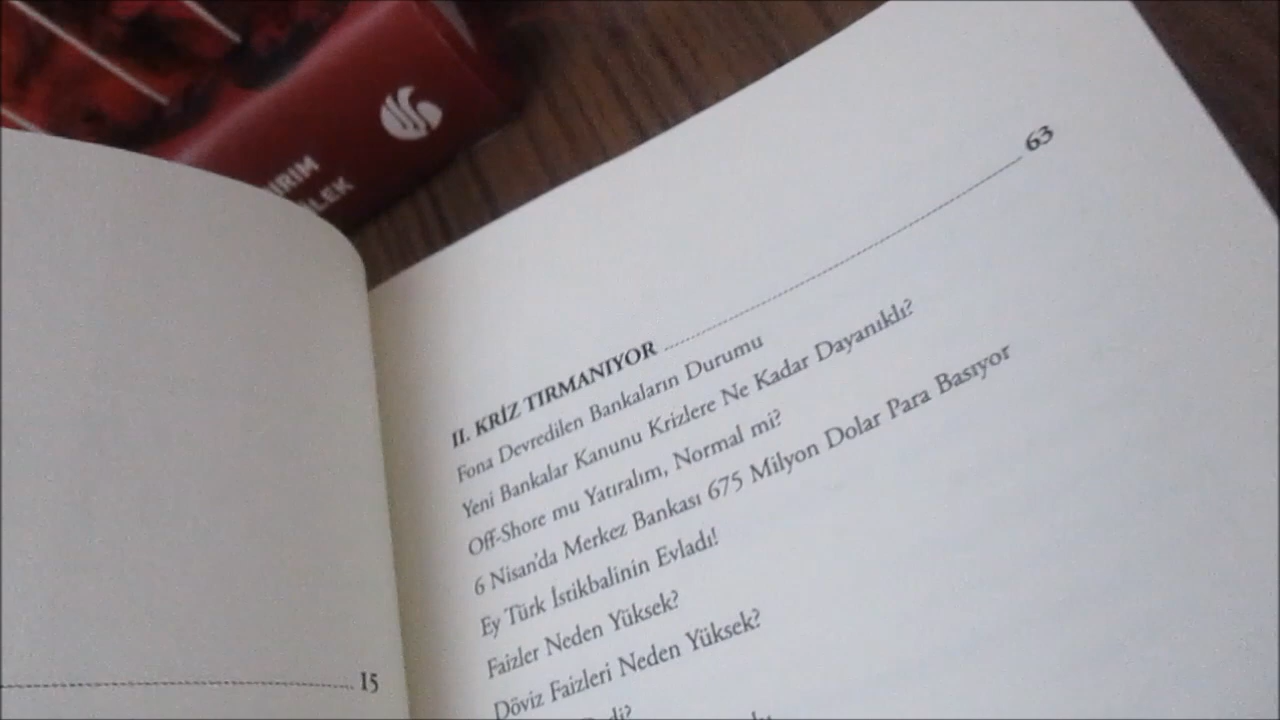 15
II. KRİZ TIRMANIYOR 63
Fona Devredilen Bankaların Durumu
Yeni Bankalar Kanunu Krizlere Ne Kadar Dayanıklı?
Off-Shore mu Yatıralım, Normal mi?
6 Nisan'da Merkez Bankası 675 Milyon Dolar Para Basıyor
Ey Türk İstikbalinin Evladı!
Faizler Neden Yüksek?
Döviz Faizleri Neden Yüksek?